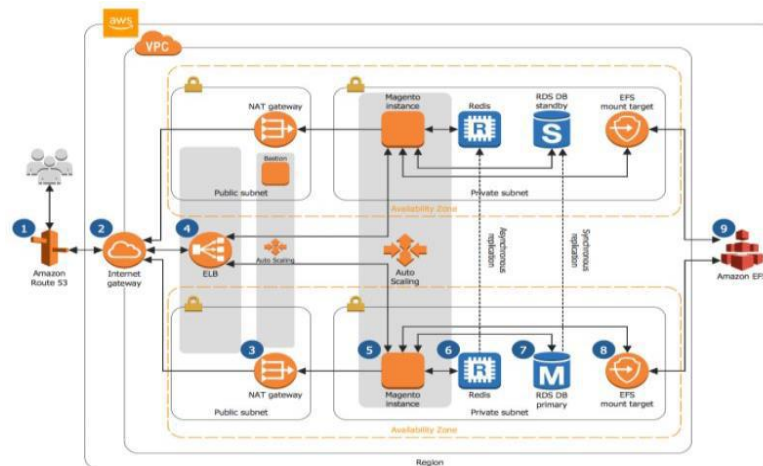 aws
VPC
NAT gateway
Bastion
Public subnet
Magento
instance
Redis
R
RDS DB
standby
S
EFS
mount target
Private subnet
Availability Zone
1
Amazon
Route 53
2
Internet
gateway
4
ELB
Auto Scaling
Auto
Scaling
Asynchronous
replication
Synchronous
replication
9
Amazon EFS
3
NAT gateway
Public subnet
5
Magento
instance
6
R
Redis
7
M
RDS DB
primary
8
EFS
mount target
Private subnet
Availability Zone
Region